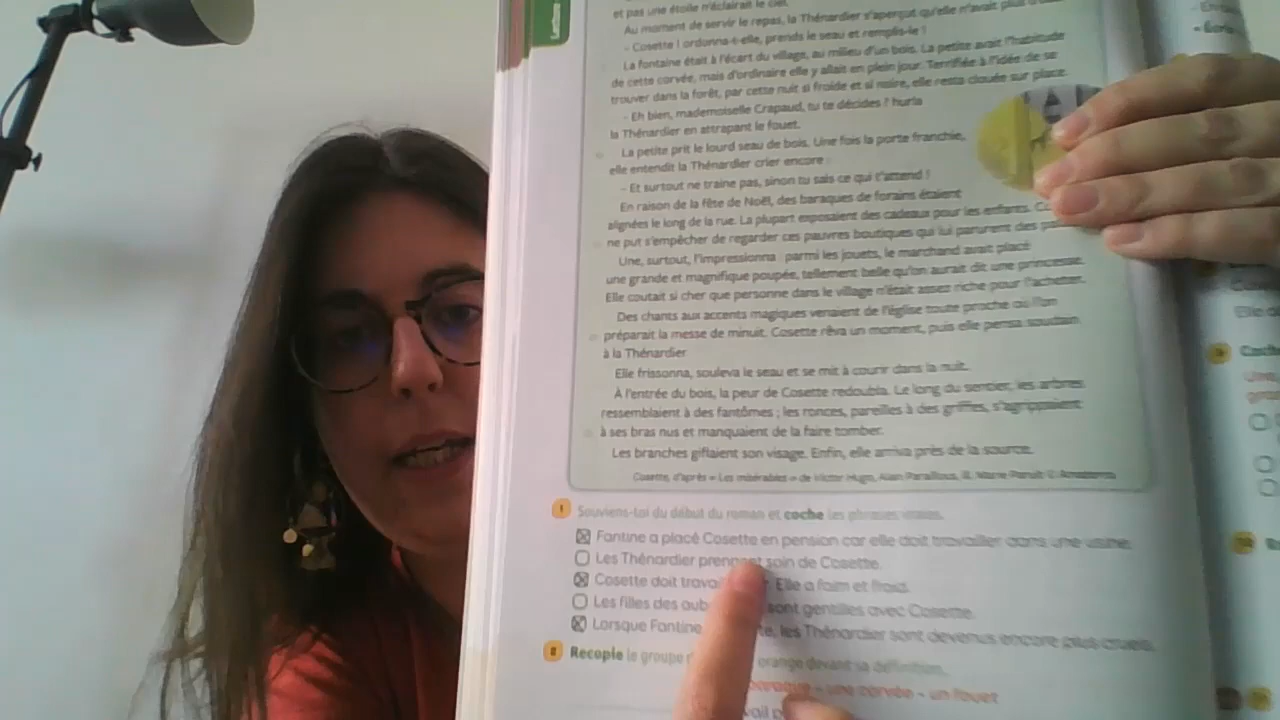 et pas une étoile n'éclairait le ciel.
Au moment de servir le repas, la Thénardier s'aperçut qu'elle n'avait plus
– Cosette ! ordonna-t-elle, prends le seau et remplis-le !
La fontaine était à l'écart du village, au milieu d'un bois. La petite avait l'habitude
de cette corvée, mais d'ordinaire elle y allait en plein jour. Terrifiée à l'idée de se
trouver dans la forêt, par cette nuit si froide et si noire, elle resta clouée sur place.
– Eh bien, mademoiselle Crapaud, tu te décides ? hurla
la Thénardier en attrapant le fouet.
La petite prit le lourd seau de bois. Une fois la porte franchie,
elle entendit la Thénardier crier encore :
– Et surtout ne traine pas, sinon tu sais ce qui t'attend !
En raison de la fête de Noël, des baraques de forains étaient
alignées le long de la rue. La plupart exposaient des cadeaux pour les enfants.
ne put s'empêcher de regarder ces pauvres boutiques qui lui parurent des
Une, surtout, l'impressionna : parmi les jouets, le marchand avait placé
une grande et magnifique poupée, tellement belle qu'on aurait dit une princesse.
Elle coutait si cher que personne dans le village n'était assez riche pour l'acheter.
Des chants aux accents magiques venaient de l'église toute proche où l'on
préparait la messe de minuit. Cosette rêva un moment, puis elle pensa soudain
à la Thénardier
Elle frissonna, souleva le seau et se mit à courir dans la nuit.
À l'entrée du bois, la peur de Cosette redoubla. Le long du sentier, les arbres
ressemblaient à des fantômes ; les ronces, pareilles à des griffes, s'agrippaient
à ses bras nus et manquaient de la faire tomber.
Les branches giflaient son visage. Enfin, elle arriva près de la source.
Cosette, d'après « Les misérables » de Victor Hugo, Alain
1 Souviens-toi du début du roman et coche les phrases vraies.
Fantine a placé Cosette en pension car elle doit travailler dans une usine.
Les Thénardier prennent soin de Cosette.
Cosette doit Elle a faim et froid.
Les filles des sont gentilles avec Cosette.
Lorsque Fantine les Thénardier sont devenus encore plus cruels.
2 Recopie le groupe orange devant sa définition.
une corvée – un fouet